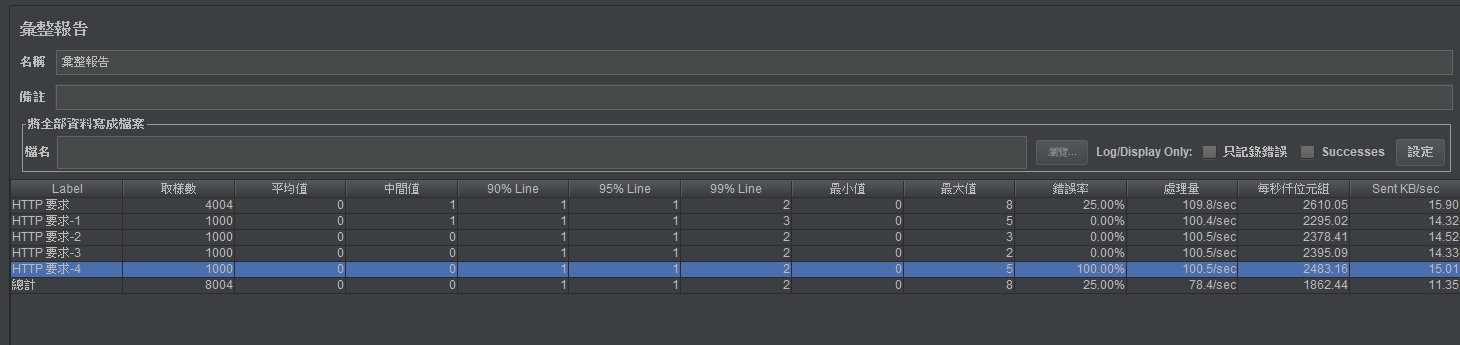 彙整報告
名稱 彙整報告
備註
將全部資料寫成檔案
檔名 瀏覽... Log/Display Only: 只記錄錯誤 Successes 設定
Label 取樣數 平均值 中間值 90% Line 95% Line 99% Line 最小值 最大值 錯誤率 處理量 每秒仟位元組 Sent KB/sec
HTTP 要求 4004 0 1 1 1 2 0 8 25.00% 109.8/sec 2610.05 15.90
HTTP 要求-1 1000 0 1 1 1 3 0 5 0.00% 100.4/sec 2295.02 14.32
HTTP 要求-2 1000 0 0 1 1 2 0 3 0.00% 100.5/sec 2378.41 14.52
HTTP 要求-3 1000 0 0 1 1 2 0 2 0.00% 100.5/sec 2395.09 14.33
HTTP 要求-4 1000 0 0 1 1 2 0 5 100.00% 100.5/sec 2483.16 15.01
總計 8004 0 0 1 1 2 0 8 25.00% 78.4/sec 1862.44 11.35